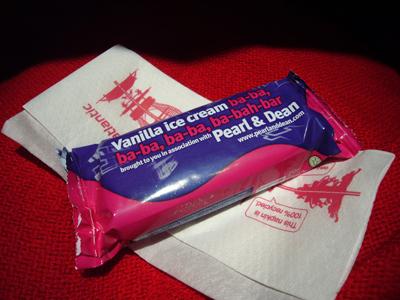 Vanilla ice cream ba-ba,
ba-ba, ba-ba, ba-bah-bar
brought to you in association with Pearl & Dean
www.pearlanddean.com
atlantic
This napkin is
100% recycled.